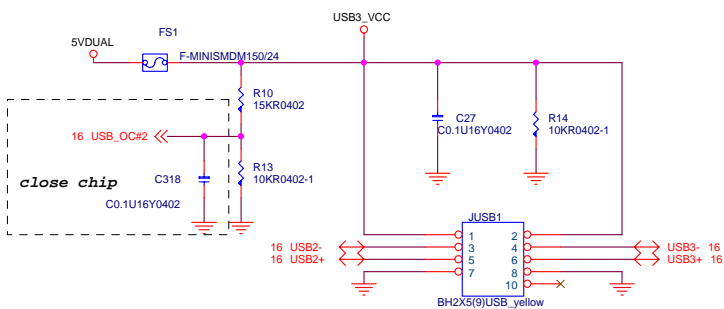 USB3_VCC
FS1
5VDUAL
F-MINISMDM150/24
R10
15KR0402
C27
C0.1U16Y0402
R14
10KR0402-1
16 USB_OC#2
R13
10KR0402-1
close chip
C318
C0.1U16Y0402
JUSB1
1 2
16 USB2- 3 4 USB3- 16
16 USB2+ 5 6 USB3+ 16
7 8
10
BH2X5(9)USB_yellow